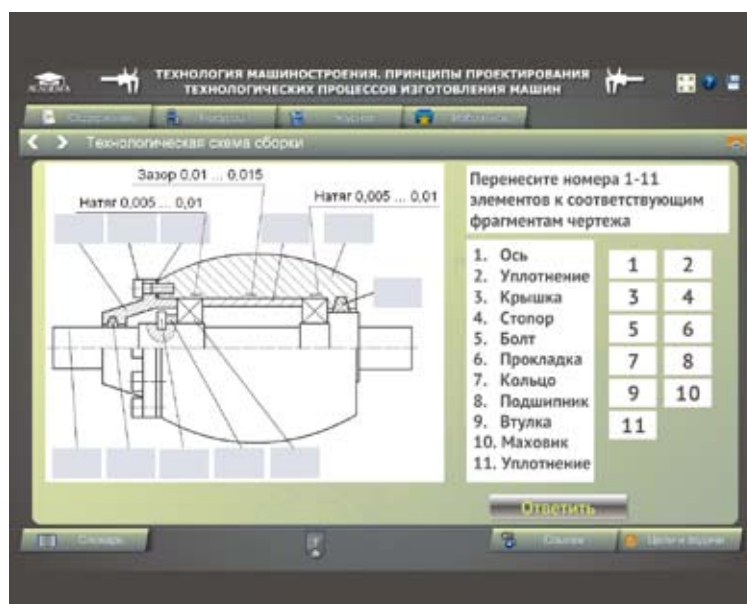 ТЕХНОЛОГИЯ МАШИНОСТРОЕНИЯ. ПРИНЦИПЫ ПРОЕКТИРОВАНИЯ
ТЕХНОЛОГИЧЕСКИХ ПРОЦЕССОВ ИЗГОТОВЛЕНИЯ МАШИН
Технологическая схема сборки
Зазор 0.01 ... 0,015
Натяг 0,005 ... 0,01
Натяг 0,005 ... 0,01
Перенесите номера 1-11
элементов к соответствующим
фрагментам чертежа
1. Ось
2. Уплотнение
3. Крышка
4. Стопор
5. Болт
6. Прокладка
7. Кольцо
8. Подшипник
9. Втулка
10. Маховик
11. Уплотнение
1 2
3 4
5 6
7 8
9 10
11
Ответить
Словарь
Цели и задачи